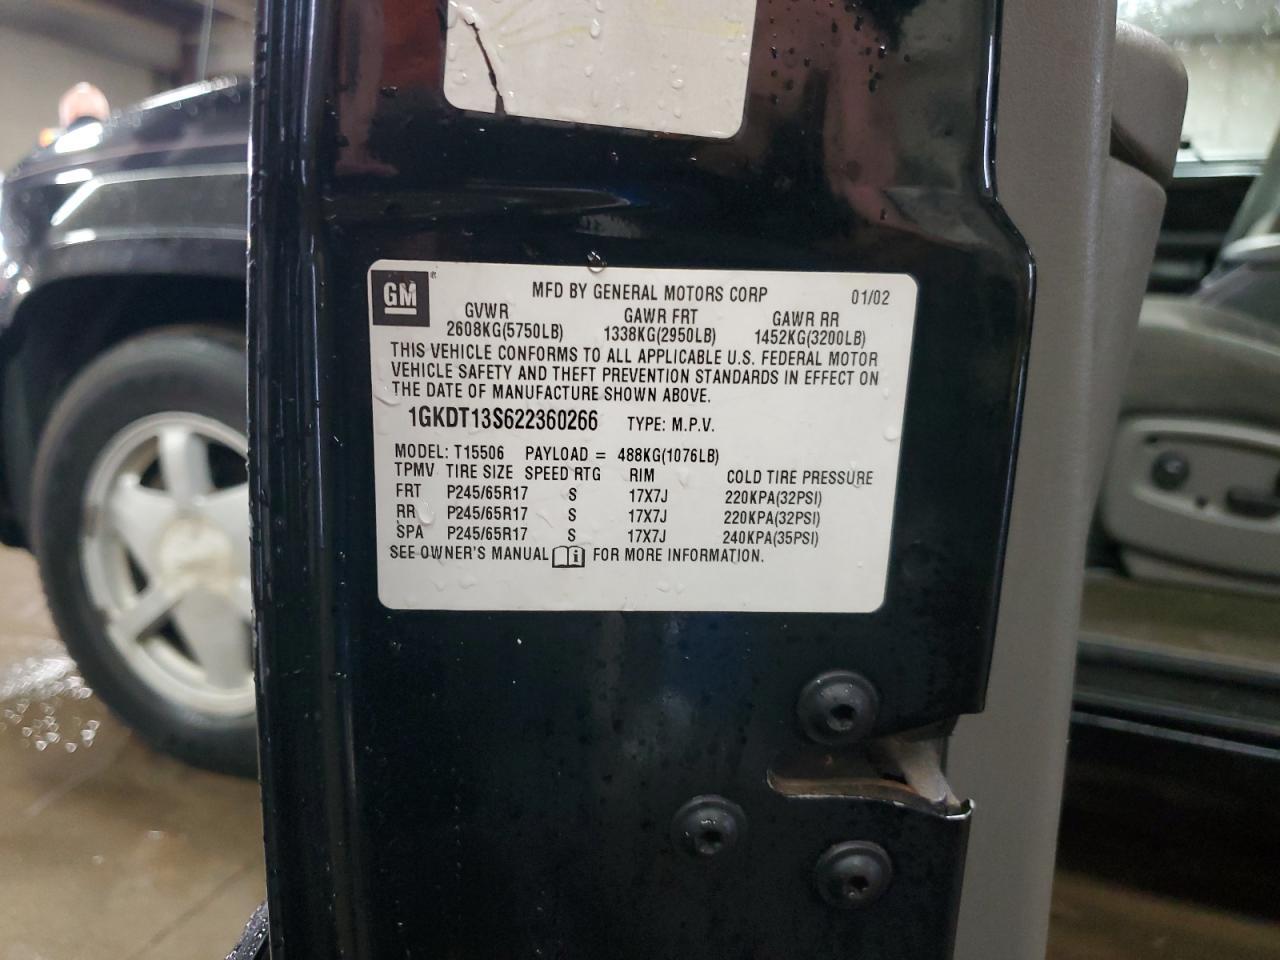 GM ® MFD BY GENERAL MOTORS CORP 01/02
GVWR GAWR FRT GAWR RR
2608KG(5750LB) 1338KG(2950LB) 1452KG(3200LB)
THIS VEHICLE CONFORMS TO ALL APPLICABLE U.S. FEDERAL MOTOR
VEHICLE SAFETY AND THEFT PREVENTION STANDARDS IN EFFECT ON
THE DATE OF MANUFACTURE SHOWN ABOVE.
1GKDT13S622360266 TYPE: M.P.V.
MODEL: T15506 PAYLOAD = 488KG(1076LB)
TPMV TIRE SIZE SPEED RTG RIM COLD TIRE PRESSURE
FRT P245/65R17 S 17X7J 220KPA(32PSI)
RR P245/65R17 S 17X7J 220KPA(32PSI)
SPA P245/65R17 S 17X7J 240KPA(35PSI)
SEE OWNER'S MANUAL i FOR MORE INFORMATION.